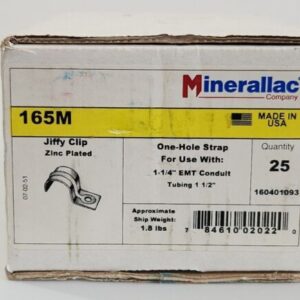 Minerallac
Company
165M
MADE IN
USA
Jiffy Clip
Zinc Plated
One-Hole Strap
For Use With:
1-1/4" EMT Conduit
Tubing 1 1/2"
Quantity
25
160401093
07-02-51
Approximate
Ship Weight:
1.8 lbs
7 84610 02022 0